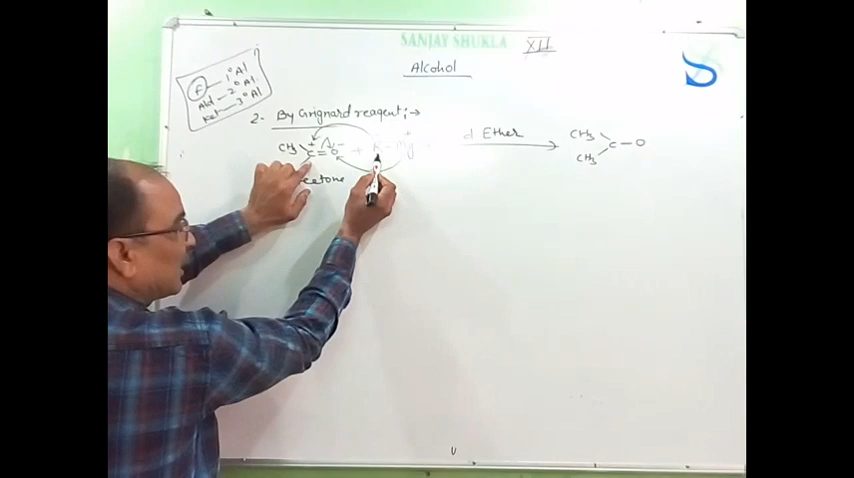 SANJAY SHUKLA
XII
Alcohol
F — 1° Al
Ald — 2° Al.
Ket — 3° Al
2- By Grignard reagent; →
CH₃ C = O + R - Mg d Ether → CH₃ C — O
CH₃